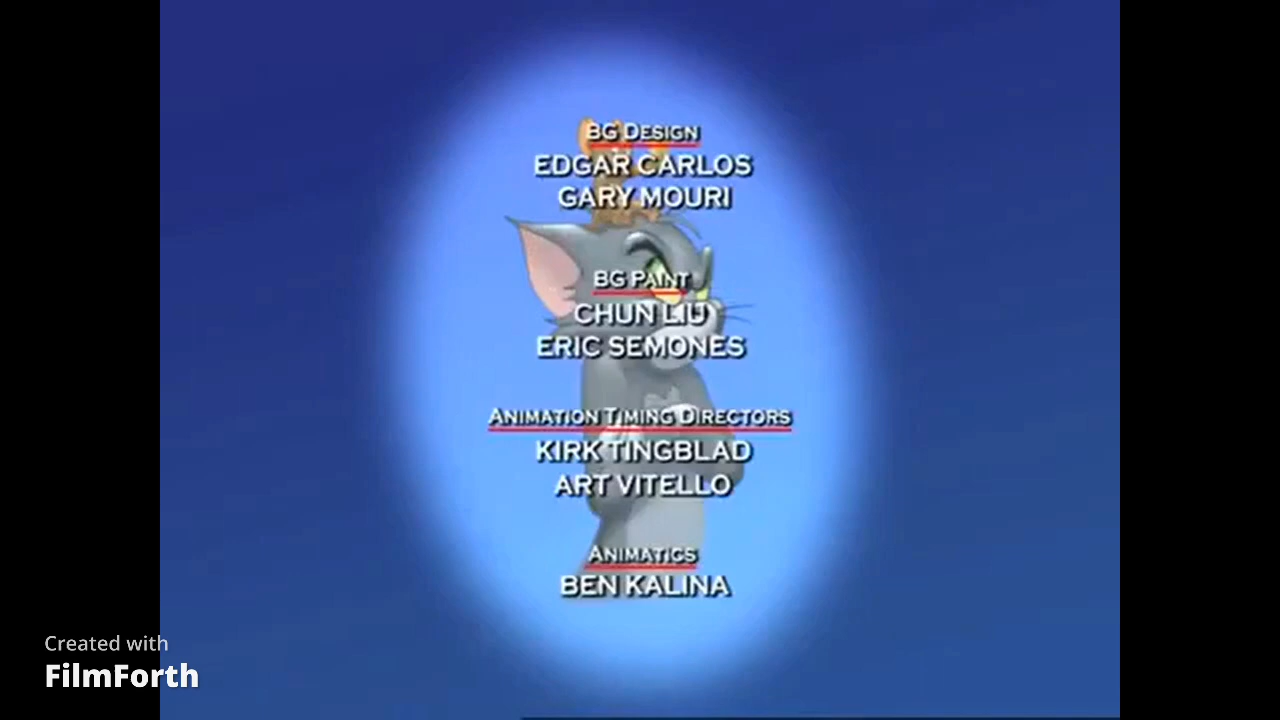 BG DESIGN
EDGAR CARLOS
GARY MOURI
BG PAINT
CHUN LIU
ERIC SEMONES
ANIMATION TIMING DIRECTORS
KIRK TINGBLAD
ART VITELLO
ANIMATICS
BEN KALINA
Created with
FilmForth